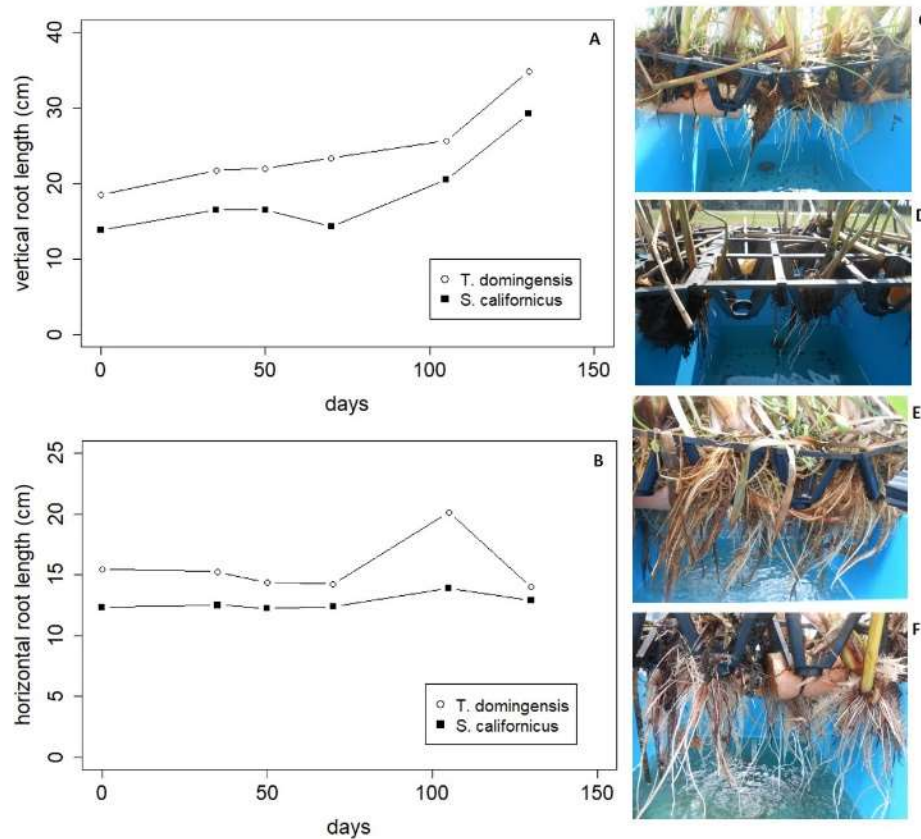 A
vertical root length (cm)
40
30
20
10
0
T. domingensis
S. californicus
0
50
100
150
days
B
horizontal root length (cm)
25
20
15
10
5
0
T. domingensis
S. californicus
0
50
100
150
days
D
E
F